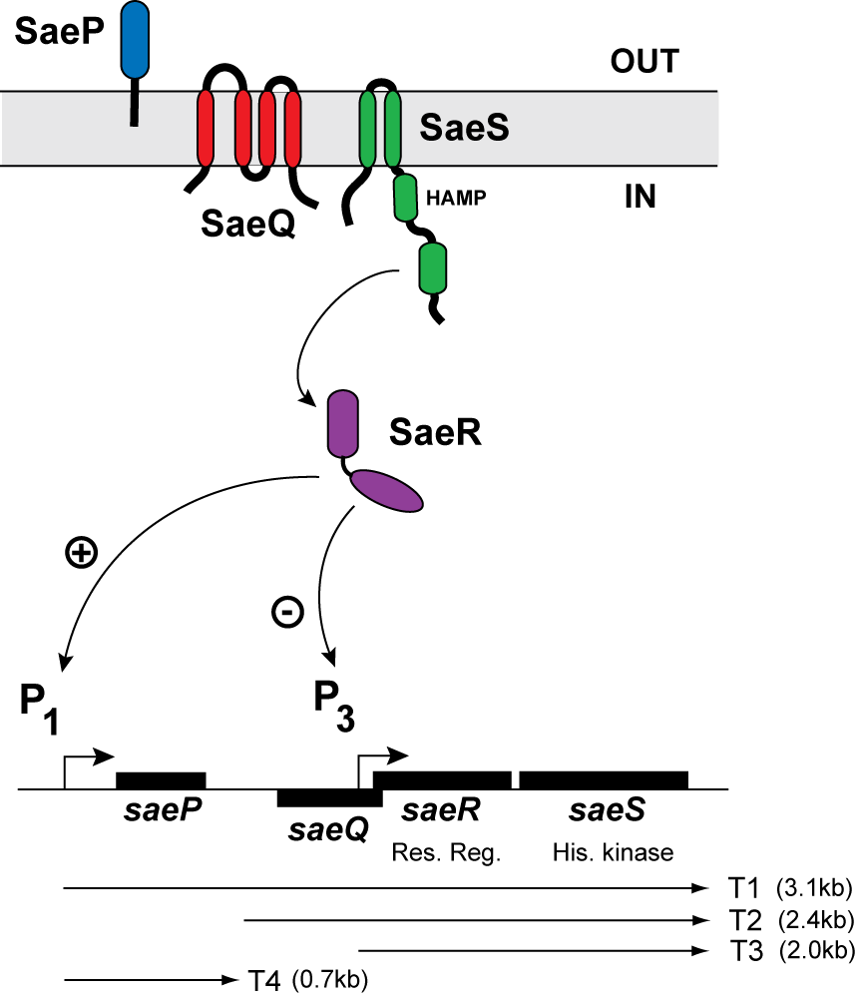 SaeP
OUT
SaeS
HAMP
IN
SaeQ
SaeR
+
-
P1
P3
saeP
saeQ
saeR
saeS
Res. Reg.
His. kinase
T1 (3.1kb)
T2 (2.4kb)
T3 (2.0kb)
T4 (0.7kb)